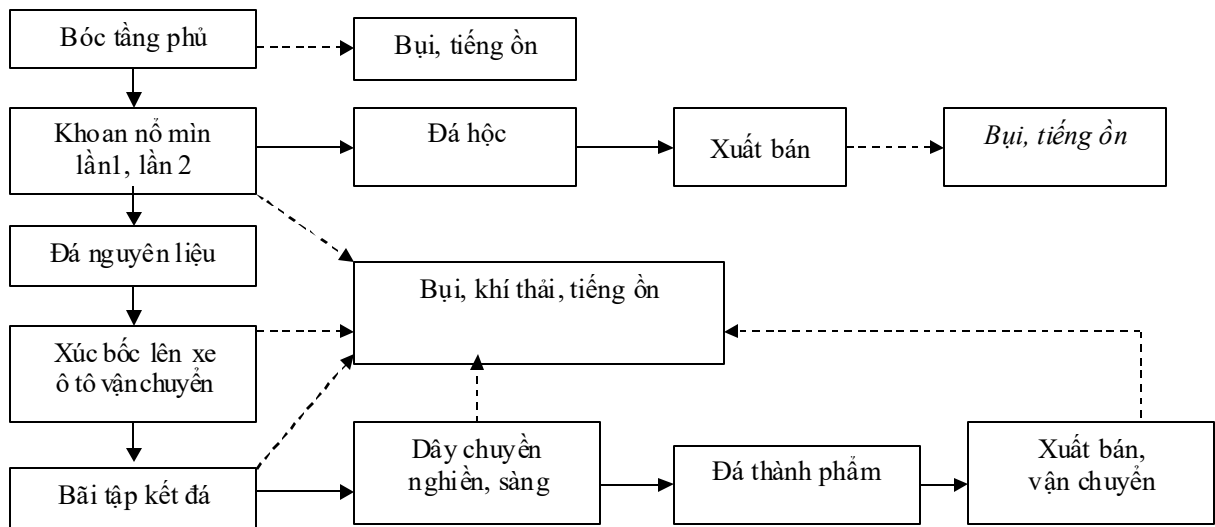 Bóc tầng phủ
Bụi, tiếng ồn
Khoan nổ mìn
lần1, lần 2
Đá hộc
Xuất bán
Bụi, tiếng ồn
Đá nguyên liệu
Bụi, khí thải, tiếng ồn
Xúc bốc lên xe
ô tô vận chuyển
Bãi tập kết đá
Dây chuyền
nghiền, sàng
Đá thành phẩm
Xuất bán,
vận chuyển